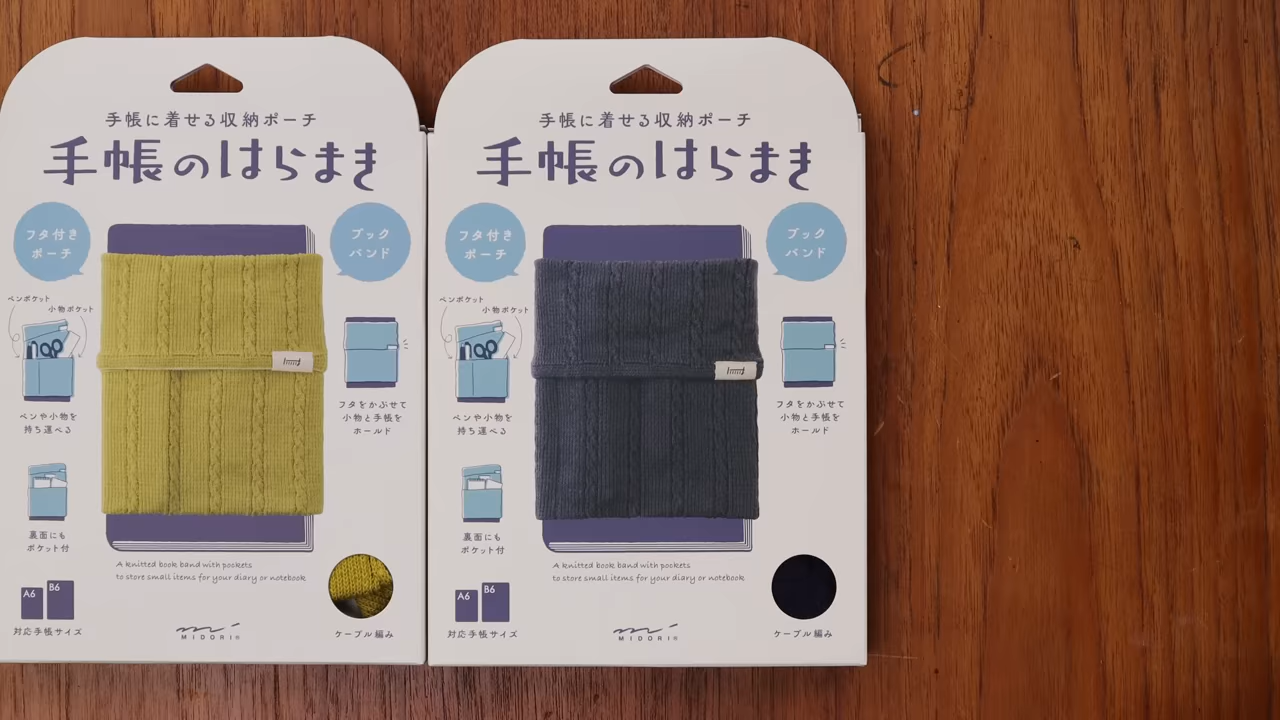 手帳に着せる収納ポーチ
手帳のはらまき
フタ付き
ポーチ
ブック
バンド
ペンポケット
小物ポケット
ペンや小物を
持ち運べる
フタをかぶせて
小物と手帳を
ホールド
裏面にも
ポケット付
A knitted book band with pockets
to store small items for your diary or notebook
A6
B6
対応手帳サイズ
MIDORI®
ケーブル編み
手帳に着せる収納ポーチ
手帳のはらまき
フタ付き
ポーチ
ブック
バンド
ペンポケット
小物ポケット
ペンや小物を
持ち運べる
フタをかぶせて
小物と手帳を
ホールド
裏面にも
ポケット付
A knitted book band with pockets
to store small items for your diary or notebook
A6
B6
対応手帳サイズ
MIDORI®
ケーブル編み